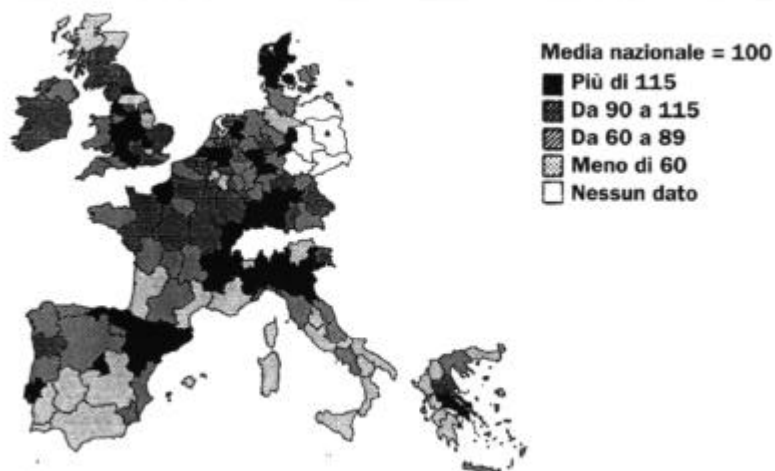 Media nazionale = 100
Più di 115
Da 90 a 115
Da 60 a 89
Meno di 60
Nessun dato